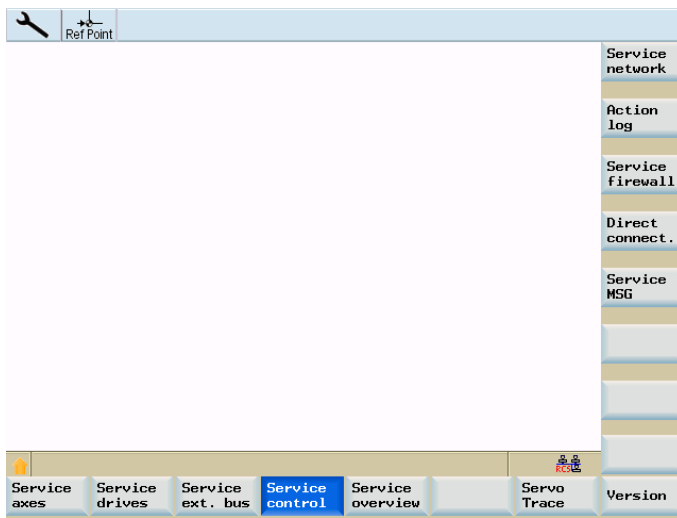 Ref Point
Service
network
Action
log
Service
firewall
Direct
connect.
Service
MSG
RCS
Service
axes
Service
drives
Service
ext. bus
Service
control
Service
overview
Servo
Trace
Version